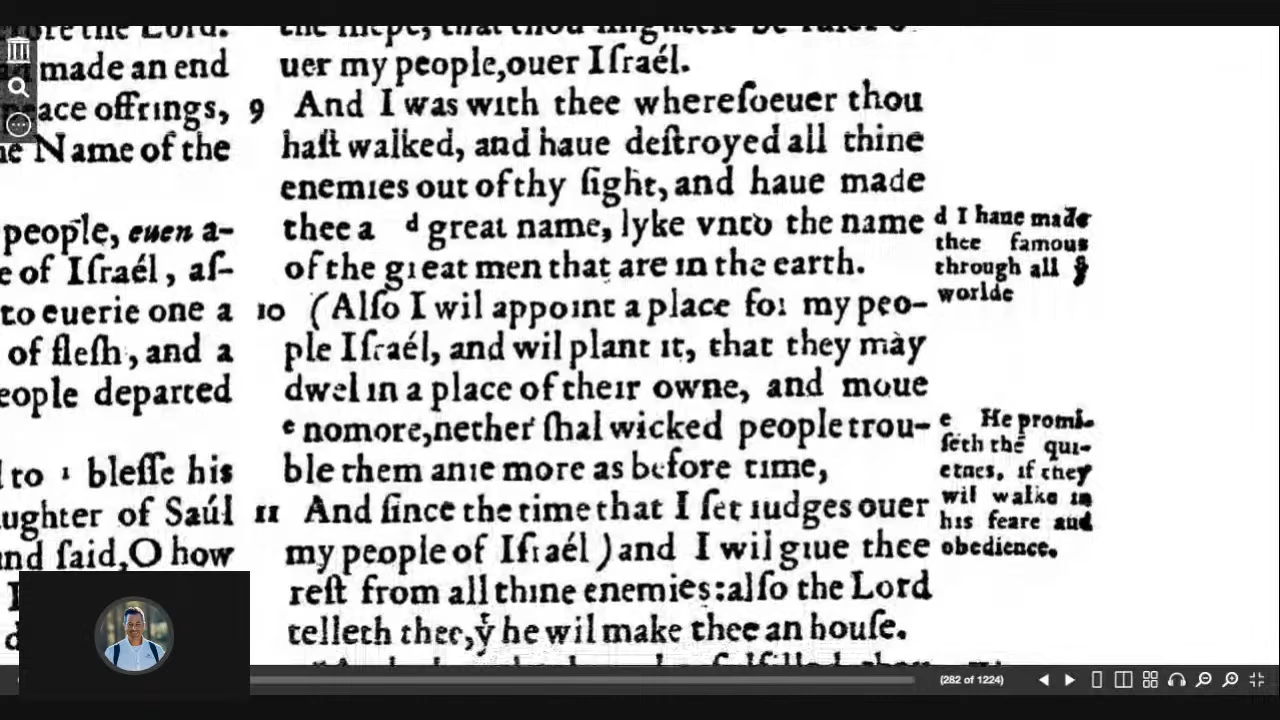 fore the Lord.
made an end
peace offrings,
he Name of the
people, euen a-
e of Iſraél, aſ-
to euerie one a
of fleſh, and a
eople departed
to bleſſe his
ughter of Saúl
nd ſaid, O how
uer my people, ouer Iſraél.
9 And I was with thee whereſoeuer thou
haſt walked, and haue deſtroyed all thine
enemies out of thy ſight, and haue made
thee a d great name, lyke vnto the name
of the great men that are in the earth.
10 (Alſo I wil appoint a place for my peo-
ple Iſraél, and wil plant it, that they may
dwel in a place of their owne, and moue
e nomore, nether ſhal wicked people trou-
ble them anie more as before time,
11 And ſince the time that I ſet iudges ouer
my people of Iſraél) and I wil giue thee
reſt from all thine enemies: alſo the Lord
telleth thee, ẏ he wil make thee an houſe.
d I haue made
thee famous
through all ẏ
worlde
e He promi-
ſeth thē qui-
etnes, if they
wil walke in
his feare and
obedience.
(282 of 1224)